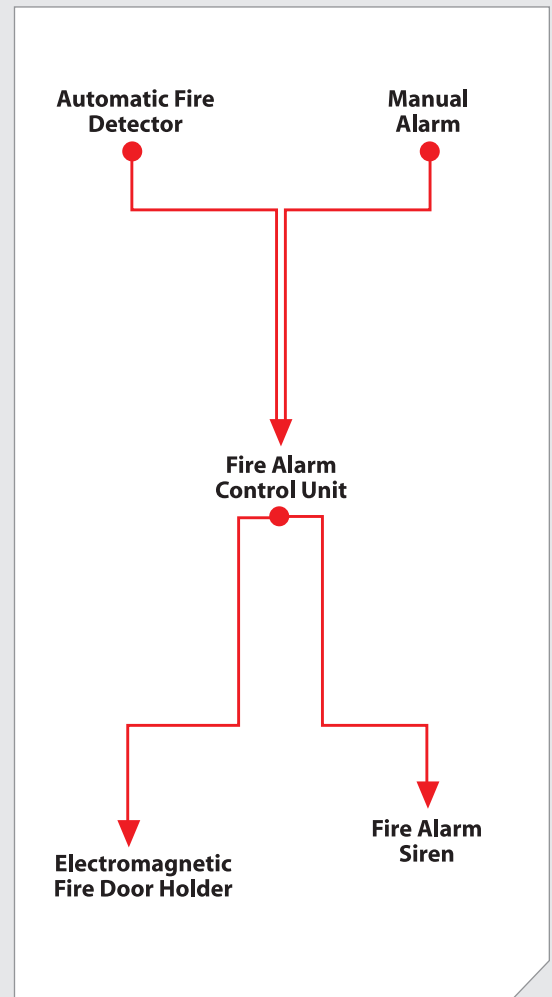 Automatic Fire
Detector
Manual
Alarm
Fire Alarm
Control Unit
Fire Alarm
Siren
Electromagnetic
Fire Door Holder